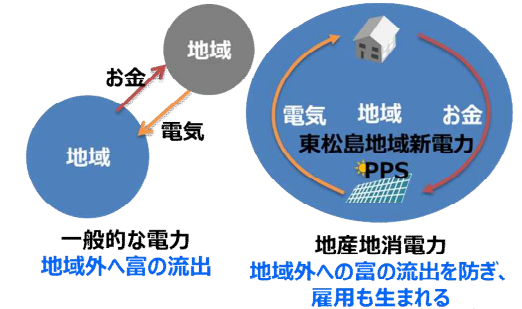 地域
お金
電気
地域
一般的な電力
地域外へ富の流出
電気
地域
お金
東松島地域新電力
PPS
地産地消電力
地域外への富の流出を防ぎ、
雇用も生まれる